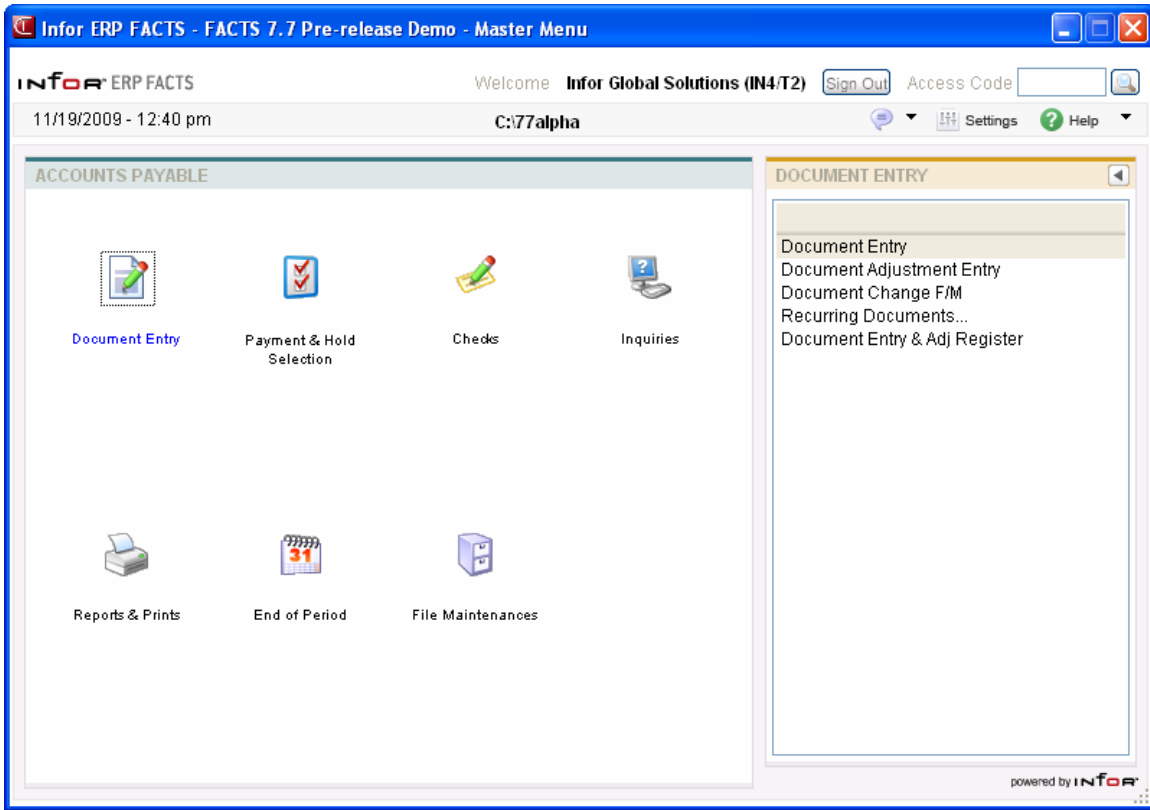 Infor ERP FACTS - FACTS 7.7 Pre-release Demo - Master Menu
infor ERP FACTS
Welcome Infor Global Solutions (IN4/T2) Sign Out Access Code
11/19/2009 - 12:40 pm
C:\77alpha
Settings Help
ACCOUNTS PAYABLE
Document Entry
Payment & Hold
Selection
Checks
Inquiries
31
Reports & Prints
End of Period
File Maintenances
DOCUMENT ENTRY
Document Entry
Document Adjustment Entry
Document Change F/M
Recurring Documents...
Document Entry & Adj Register
powered by infor